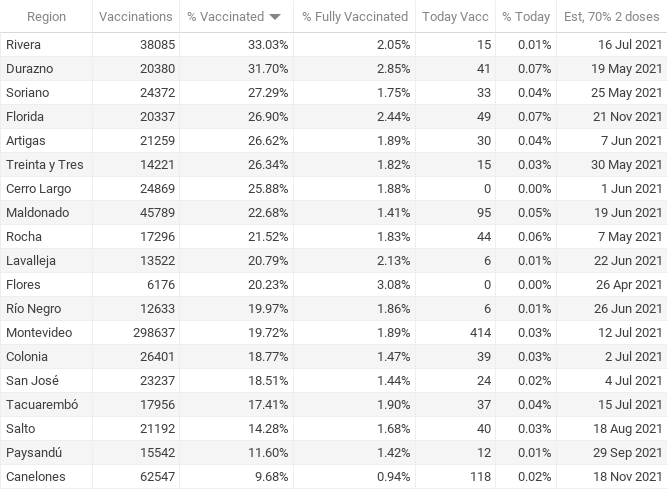 Region Vaccinations % Vaccinated % Fully Vaccinated Today Vacc % Today Est, 70% 2 doses
Rivera 38085 33.03% 2.05% 15 0.01% 16 Jul 2021
Durazno 20380 31.70% 2.85% 41 0.07% 19 May 2021
Soriano 24372 27.29% 1.75% 33 0.04% 25 May 2021
Florida 20337 26.90% 2.44% 49 0.07% 21 Nov 2021
Artigas 21259 26.62% 1.89% 30 0.04% 7 Jun 2021
Treinta y Tres 14221 26.34% 1.82% 15 0.03% 30 May 2021
Cerro Largo 24869 25.88% 1.88% 0 0.00% 1 Jun 2021
Maldonado 45789 22.68% 1.41% 95 0.05% 19 Jun 2021
Rocha 17296 21.52% 1.83% 44 0.06% 7 May 2021
Lavalleja 13522 20.79% 2.13% 6 0.01% 22 Jun 2021
Flores 6176 20.23% 3.08% 0 0.00% 26 Apr 2021
Río Negro 12633 19.97% 1.86% 6 0.01% 26 Jun 2021
Montevideo 298637 19.72% 1.89% 414 0.03% 12 Jul 2021
Colonia 26401 18.77% 1.47% 39 0.03% 2 Jul 2021
San José 23237 18.51% 1.44% 24 0.02% 4 Jul 2021
Tacuarembó 17956 17.41% 1.90% 37 0.04% 15 Jul 2021
Salto 21192 14.28% 1.68% 40 0.03% 18 Aug 2021
Paysandú 15542 11.60% 1.42% 12 0.01% 29 Sep 2021
Canelones 62547 9.68% 0.94% 118 0.02% 18 Nov 2021